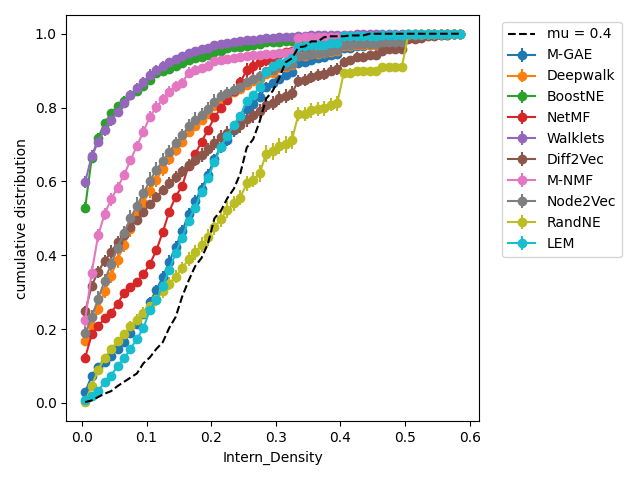 1.0
0.8
0.6
0.4
0.2
0.0
cumulative distribution
0.0 0.1 0.2 0.3 0.4 0.5 0.6
Intern_Density
mu = 0.4
M-GAE
Deepwalk
BoostNE
NetMF
Walklets
Diff2Vec
M-NMF
Node2Vec
RandNE
LEM